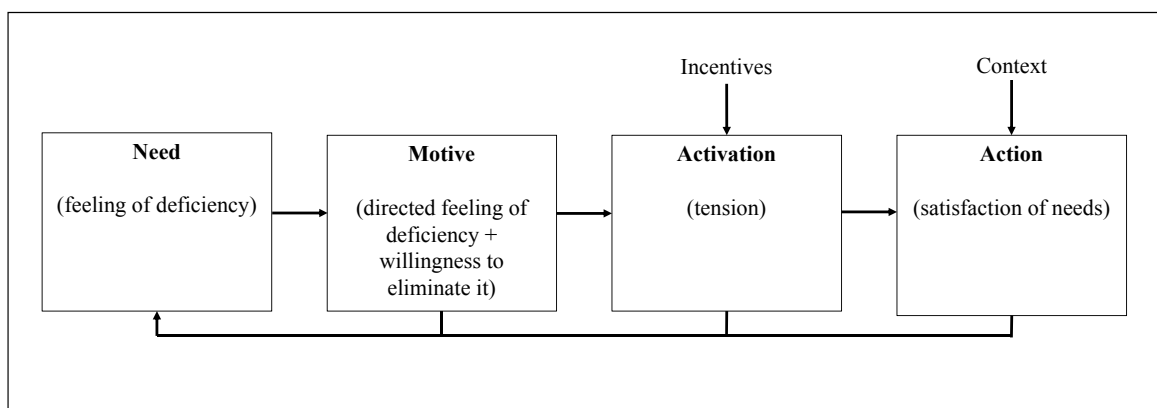 Incentives
Context
Need
(feeling of deficiency)
Motive
(directed feeling of
deficiency +
willingness to
eliminate it)
Activation
(tension)
Action
(satisfaction of needs)